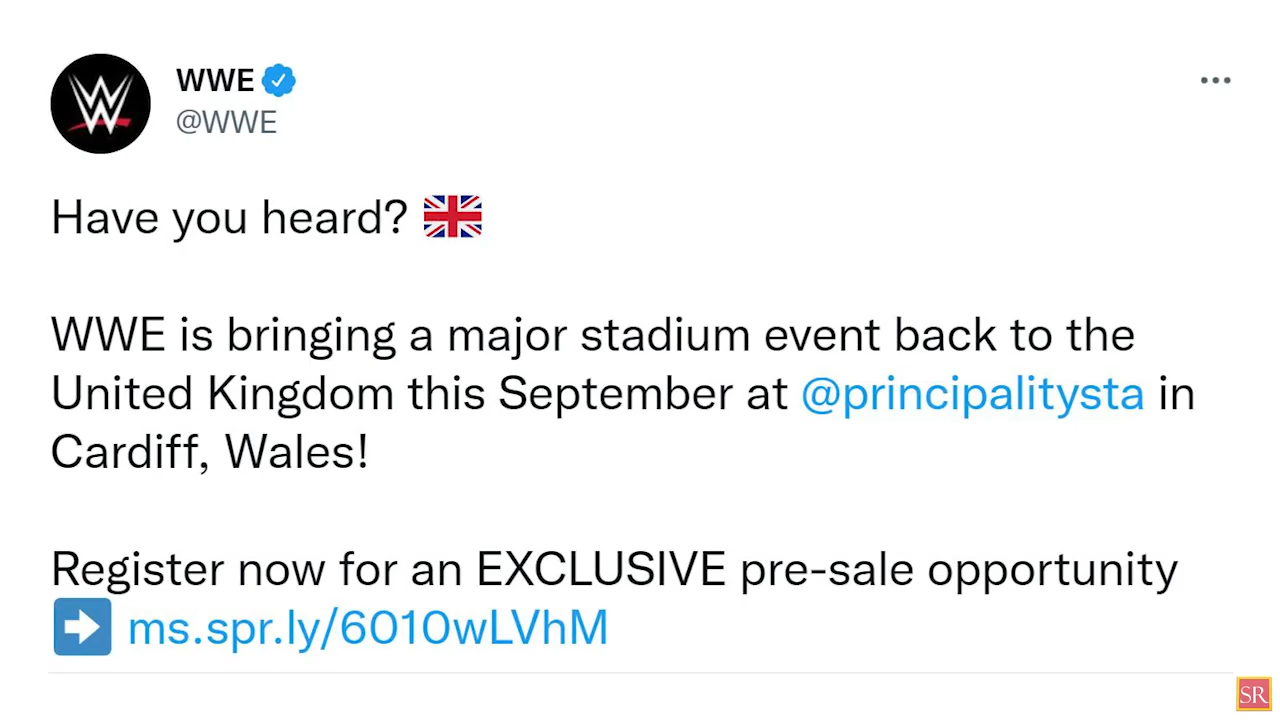 WWE
@WWE
Have you heard? 🇬🇧
WWE is bringing a major stadium event back to the
United Kingdom this September at @principalitysta in
Cardiff, Wales!
Register now for an EXCLUSIVE pre-sale opportunity
➡️ ms.spr.ly/6010wLVhM
SR